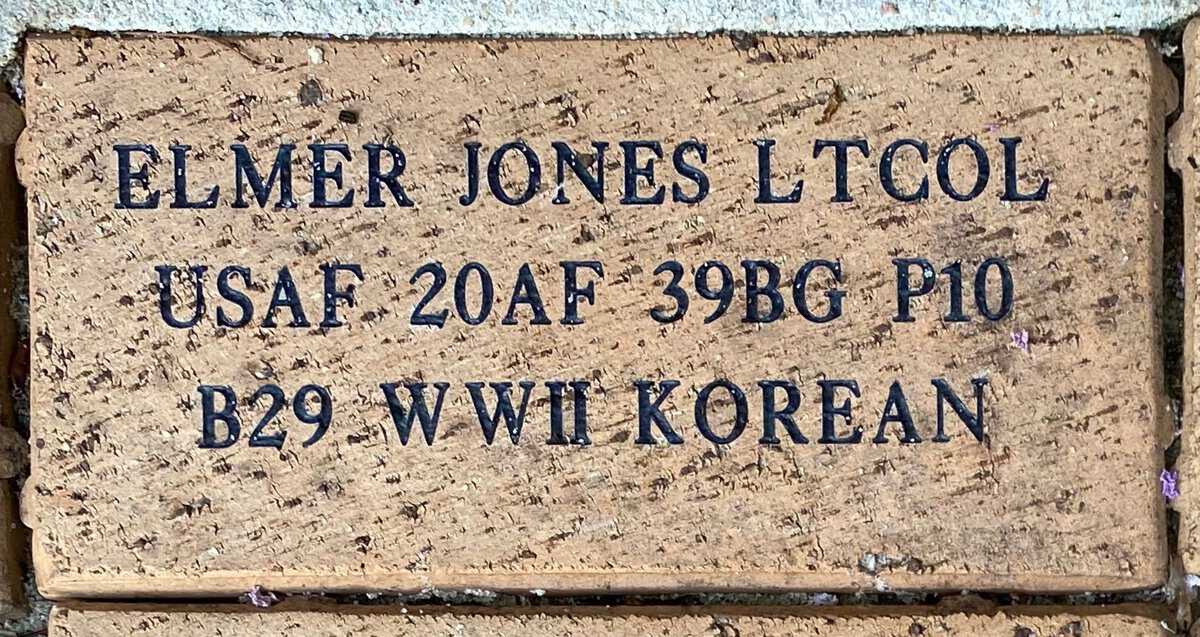 ELMER JONES LTCOL
USAF 20AF 39BG P10
B29 WWII KOREAN